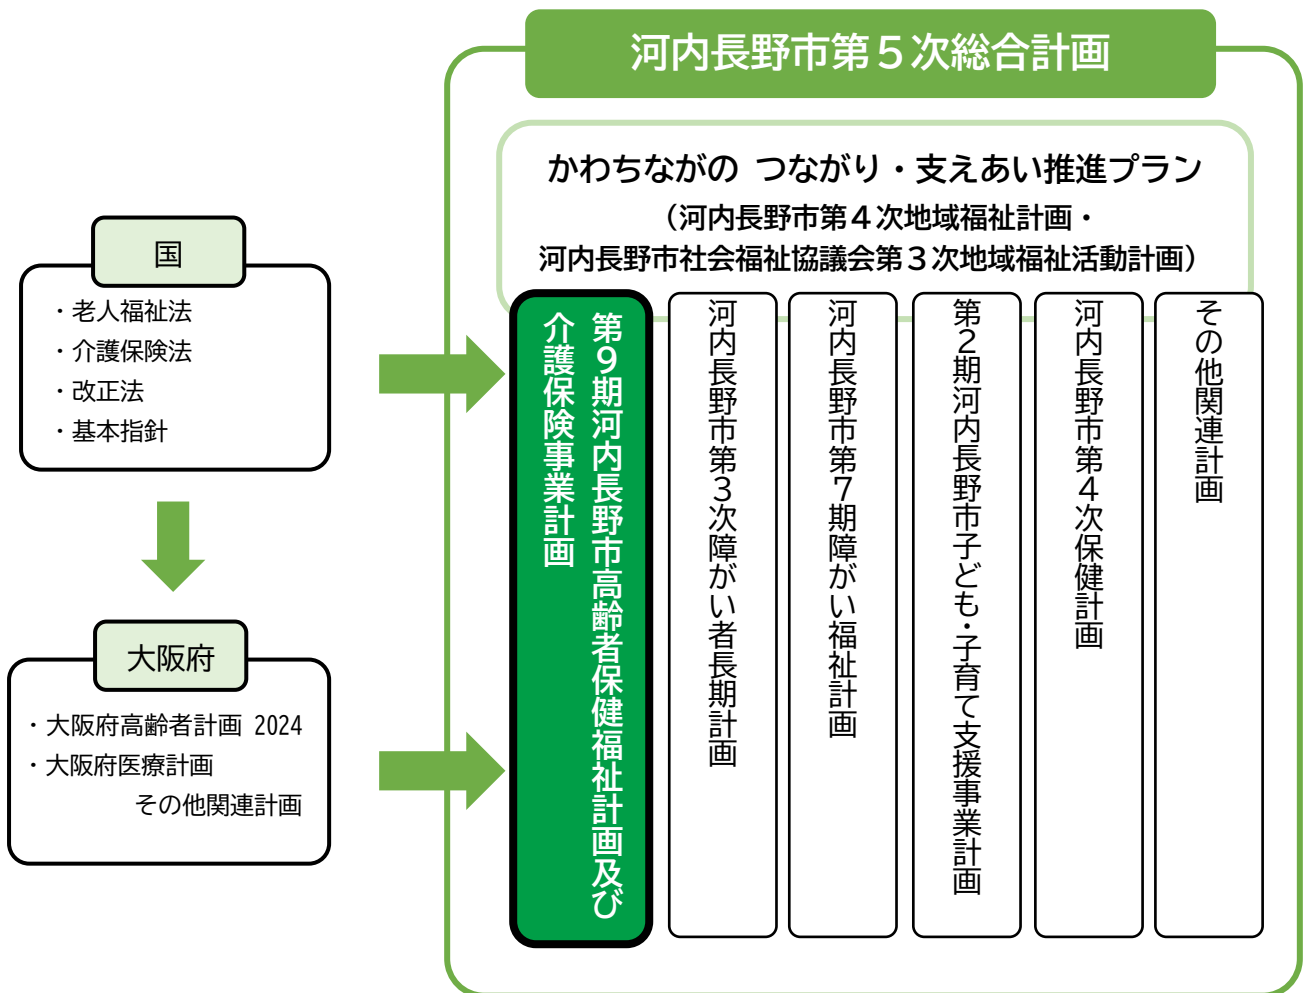 河内長野市第５次総合計画
かわちながの つながり・支えあい推進プラン
（河内長野市第４次地域福祉計画・
河内長野市社会福祉協議会第３次地域福祉活動計画）
国
・老人福祉法
・介護保険法
・改正法
・基本指針
大阪府
・大阪府高齢者計画 2024
・大阪府医療計画
その他関連計画
第９期河内長野市高齢者保健福祉計画及び
介護保険事業計画
河内長野市第３次障がい者長期計画
河内長野市第７期障がい福祉計画
第２期河内長野市子ども・子育て支援事業計画
河内長野市第４次保健計画
その他関連計画